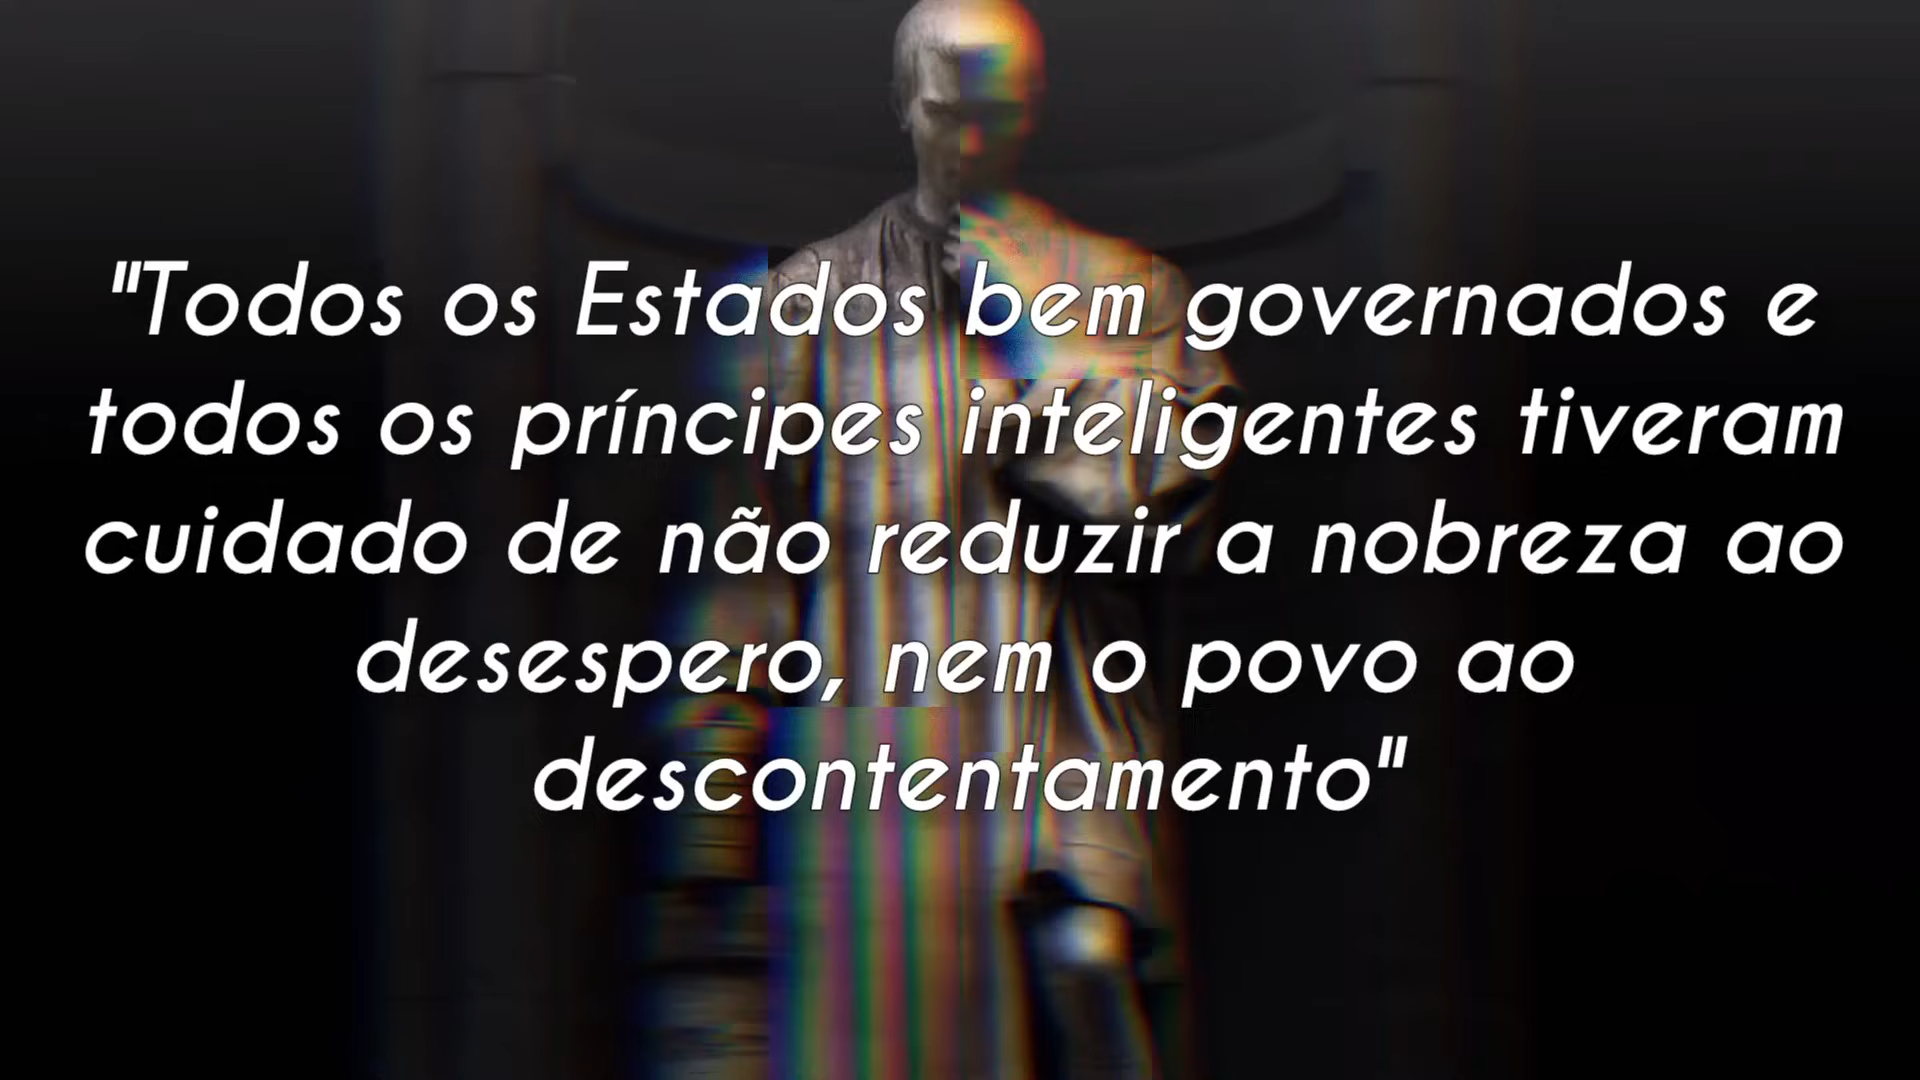 "Todos os Estados bem governados e
todos os príncipes inteligentes tiveram
cuidado de não reduzir a nobreza ao
desespero, nem o povo ao
descontentamento"